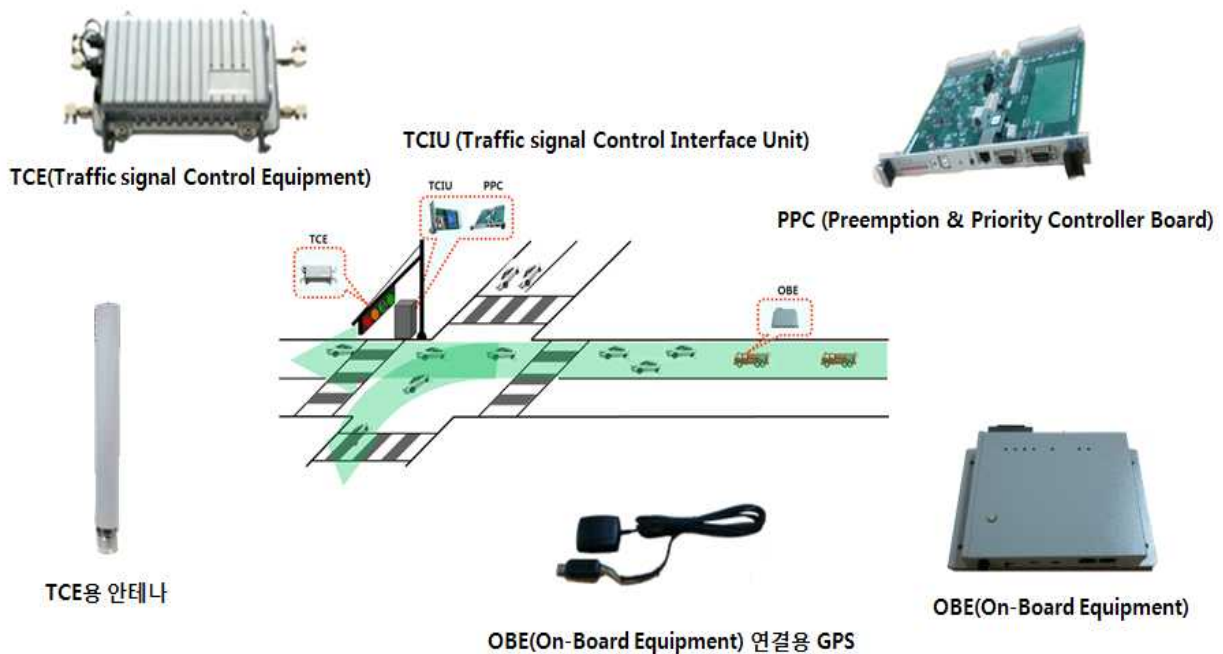 TCE(Traffic signal Control Equipment)
TCIU (Traffic signal Control Interface Unit)
PPC (Preemption & Priority Controller Board)
TCIU PPC
TCE
OBE
TCE용 안테나
OBE(On-Board Equipment) 연결용 GPS
OBE(On-Board Equipment)